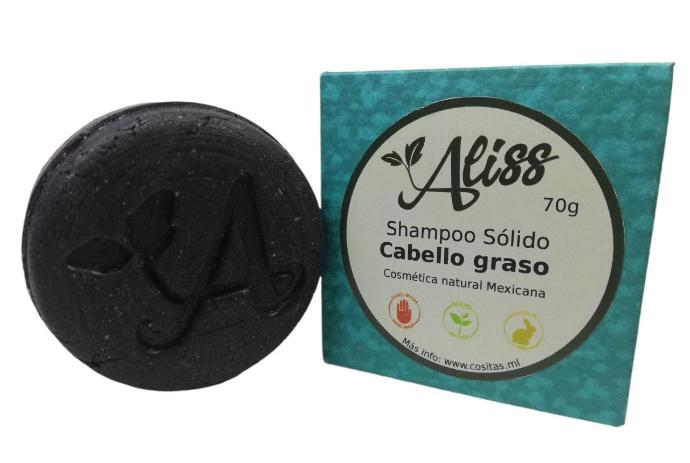 Aliss
70g
Shampoo Sólido
Cabello graso
Cosmética natural Mexicana
Más info: www.cositas.ml
A